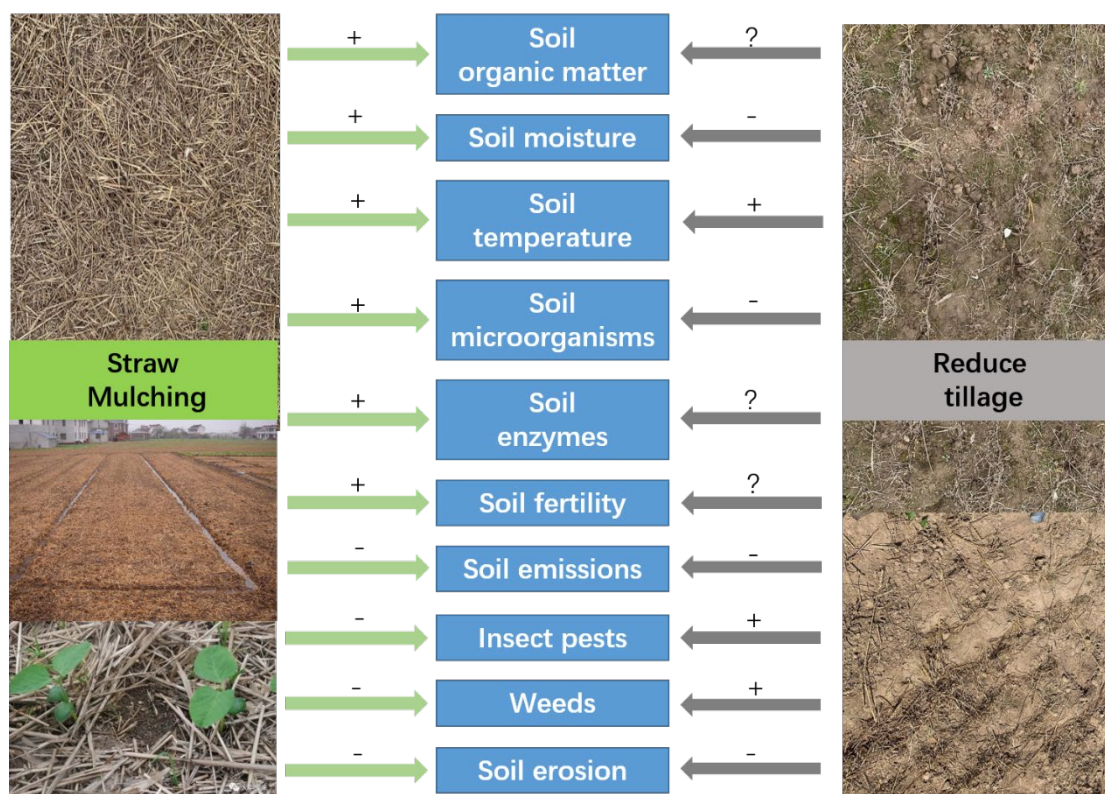 +
Soil
organic matter
?
+
Soil moisture
-
+
Soil
temperature
+
+
Soil
microorganisms
-
Straw
Mulching
Reduce
tillage
+
Soil
enzymes
?
+
Soil fertility
?
-
Soil emissions
-
-
Insect pests
+
-
Weeds
+
-
Soil erosion
-